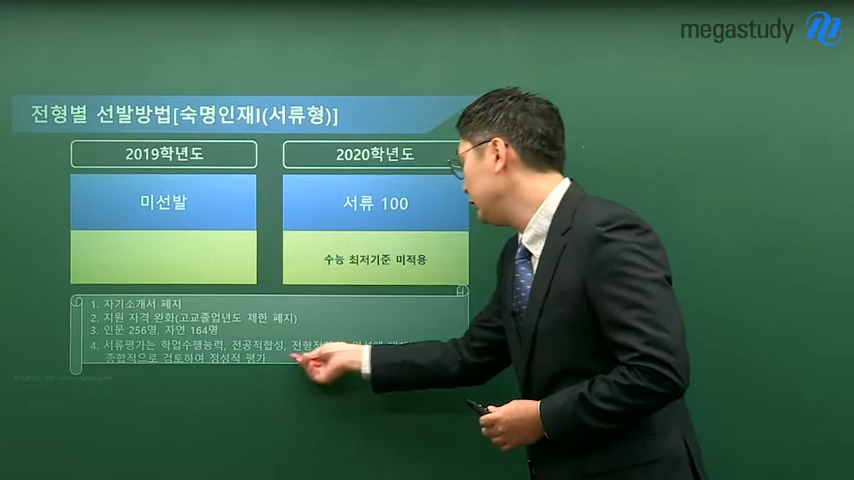 megastudy
전형별 선발방법[숙명인재I(서류형)]
2019학년도
2020학년도
미선발
서류 100
수능 최저기준 미적용
1. 자기소개서 폐지
2. 지원 자격 완화(고교졸업년도 제한 폐지)
3. 인문 256명, 자연 164명
4. 서류평가는 학업수행능력, 전공적합성,
종합적으로 검토하여 정성적 평가